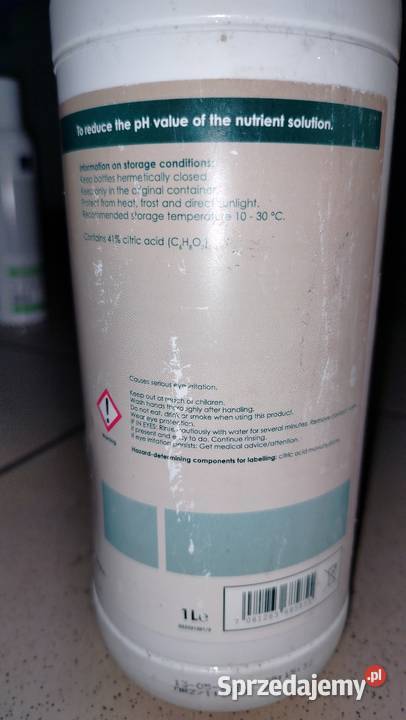 To reduce the pH value of the nutrient solution.
Information on storage conditions:
Keep bottles hermetically closed
Keep only in the original container
Protect from heat, frost and direct sunlight.
Recommended storage temperature 10 - 30 °C.
Contains 41% citric acid (C₆H₈O₇)
Causes serious eye irritation.
Keep out of reach of children.
Wash hands thoroughly after handling.
Do not eat, drink or smoke when using this product.
Wear eye protection.
IF IN EYES: Rinse cautiously with water for several minutes. Remove contact
if present and easy to do. Continue rinsing.
If eye irritation persists: Get medical advice/attention.
Warning
Hazard-determining components for labelling: citric acid
1L e
Sprzedajemy.pl